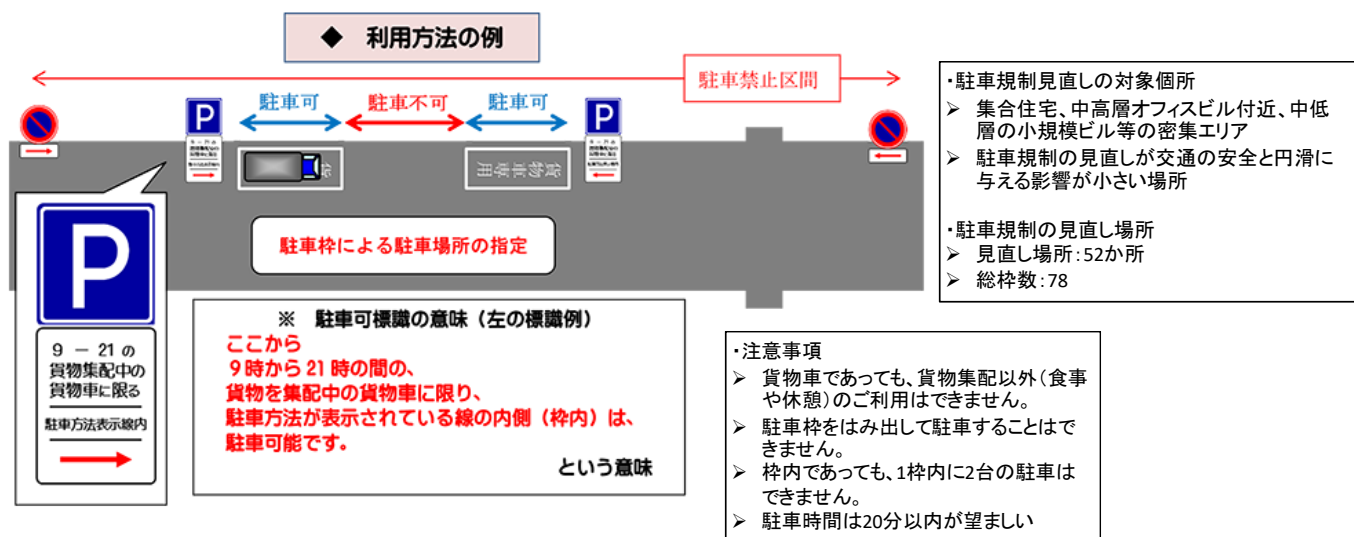 ◆ 利用方法の例
駐車禁止区間
駐車可
駐車不可
駐車可
P
P
貨
貨物車専用
駐車枠による駐車場所の指定
P
9 － 21 の
貨物集配中の
貨物車に限る
駐車方法表示線内
※ 駐車可標識の意味（左の標識例）
ここから
９時から 21 時の間の、
貨物を集配中の貨物車に限り、
駐車方法が表示されている線の内側（枠内）は、
駐車可能です。
という意味
・駐車規制見直しの対象個所
➢ 集合住宅、中高層オフィスビル付近、中低
層の小規模ビル等の密集エリア
➢ 駐車規制の見直しが交通の安全と円滑に
与える影響が小さい場所
・駐車規制の見直し場所
➢ 見直し場所：52か所
➢ 総枠数：78
・注意事項
➢ 貨物車であっても、貨物集配以外（食事
や休憩）のご利用はできません。
➢ 駐車枠をはみ出して駐車することはで
きません。
➢ 枠内であっても、1枠内に2台の駐車は
できません。
➢ 駐車時間は20分以内が望ましい